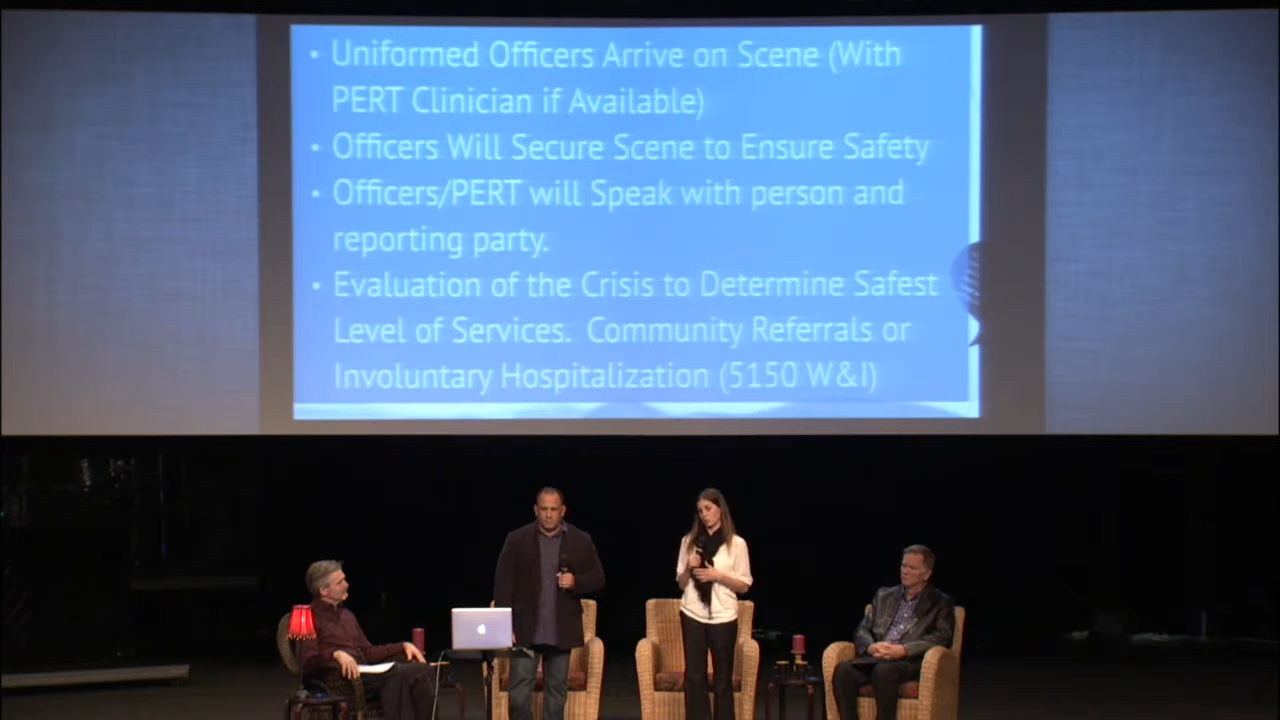 • Uniformed Officers Arrive on Scene (With
PERT Clinician if Available)
• Officers Will Secure Scene to Ensure Safety
• Officers/PERT will Speak with person and
reporting party.
• Evaluation of the Crisis to Determine Safest
Level of Services. Community Referrals or
Involuntary Hospitalization (5150 W&I)